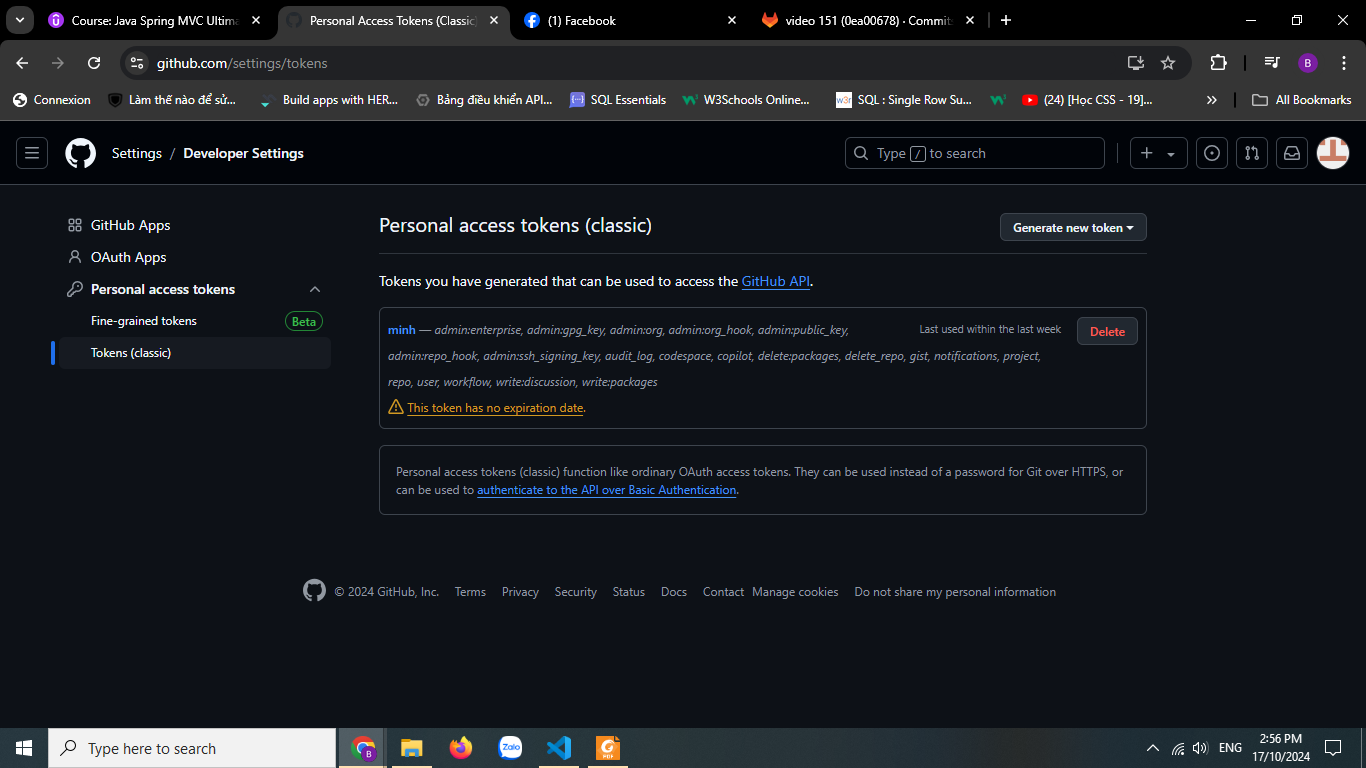 Course: Java Spring MVC Ultima
Personal Access Tokens (Classic)
(1) Facebook
video 151 (0ea00678) · Commits
github.com/settings/tokens
B
Connexion
Làm thế nào để sử...
Build apps with HER...
Bảng điều khiển API...
SQL Essentials
W3Schools Online...
w3r
SQL : Single Row Su...
(24) [Học CSS - 19]...
All Bookmarks
Settings / Developer Settings
Type / to search
GitHub Apps
OAuth Apps
Personal access tokens
Fine-grained tokens
Beta
Tokens (classic)
Personal access tokens (classic)
Generate new token
Tokens you have generated that can be used to access the GitHub API.
minh — admin:enterprise, admin:gpg_key, admin:org, admin:org_hook, admin:public_key,
admin:repo_hook, admin:ssh_signing_key, audit_log, codespace, copilot, delete:packages, delete_repo, gist, notifications, project,
repo, user, workflow, write:discussion, write:packages
Last used within the last week
Delete
This token has no expiration date.
Personal access tokens (classic) function like ordinary OAuth access tokens. They can be used instead of a password for Git over HTTPS, or
can be used to authenticate to the API over Basic Authentication.
© 2024 GitHub, Inc.
Terms
Privacy
Security
Status
Docs
Contact
Manage cookies
Do not share my personal information
Type here to search
B
Zalo
ENG
2:56 PM
17/10/2024